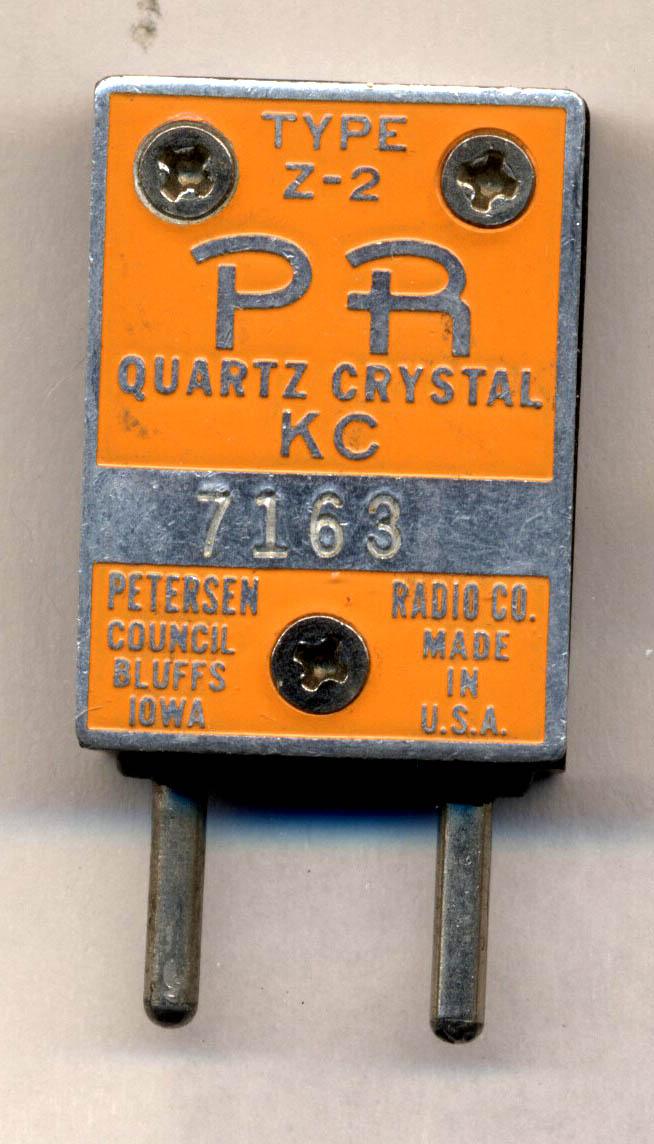 TYPE
Z-2
PR
QUARTZ CRYSTAL
KC
7163
PETERSEN
COUNCIL
BLUFFS
IOWA
RADIO CO.
MADE
IN
U.S.A.